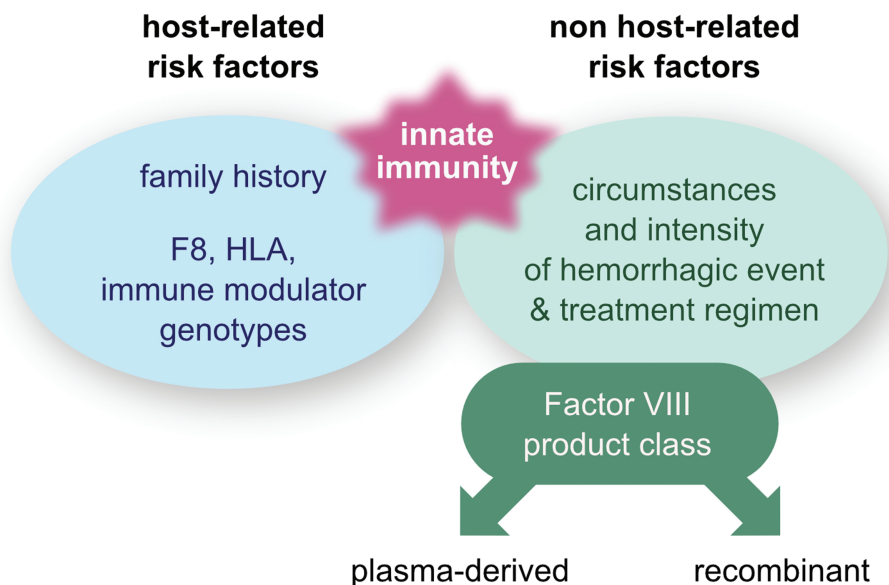 host-related
risk factors
non host-related
risk factors
innate
immunity
family history
F8, HLA,
immune modulator
genotypes
circumstances
and intensity
of hemorrhagic event
& treatment regimen
Factor VIII
product class
plasma-derived
recombinant